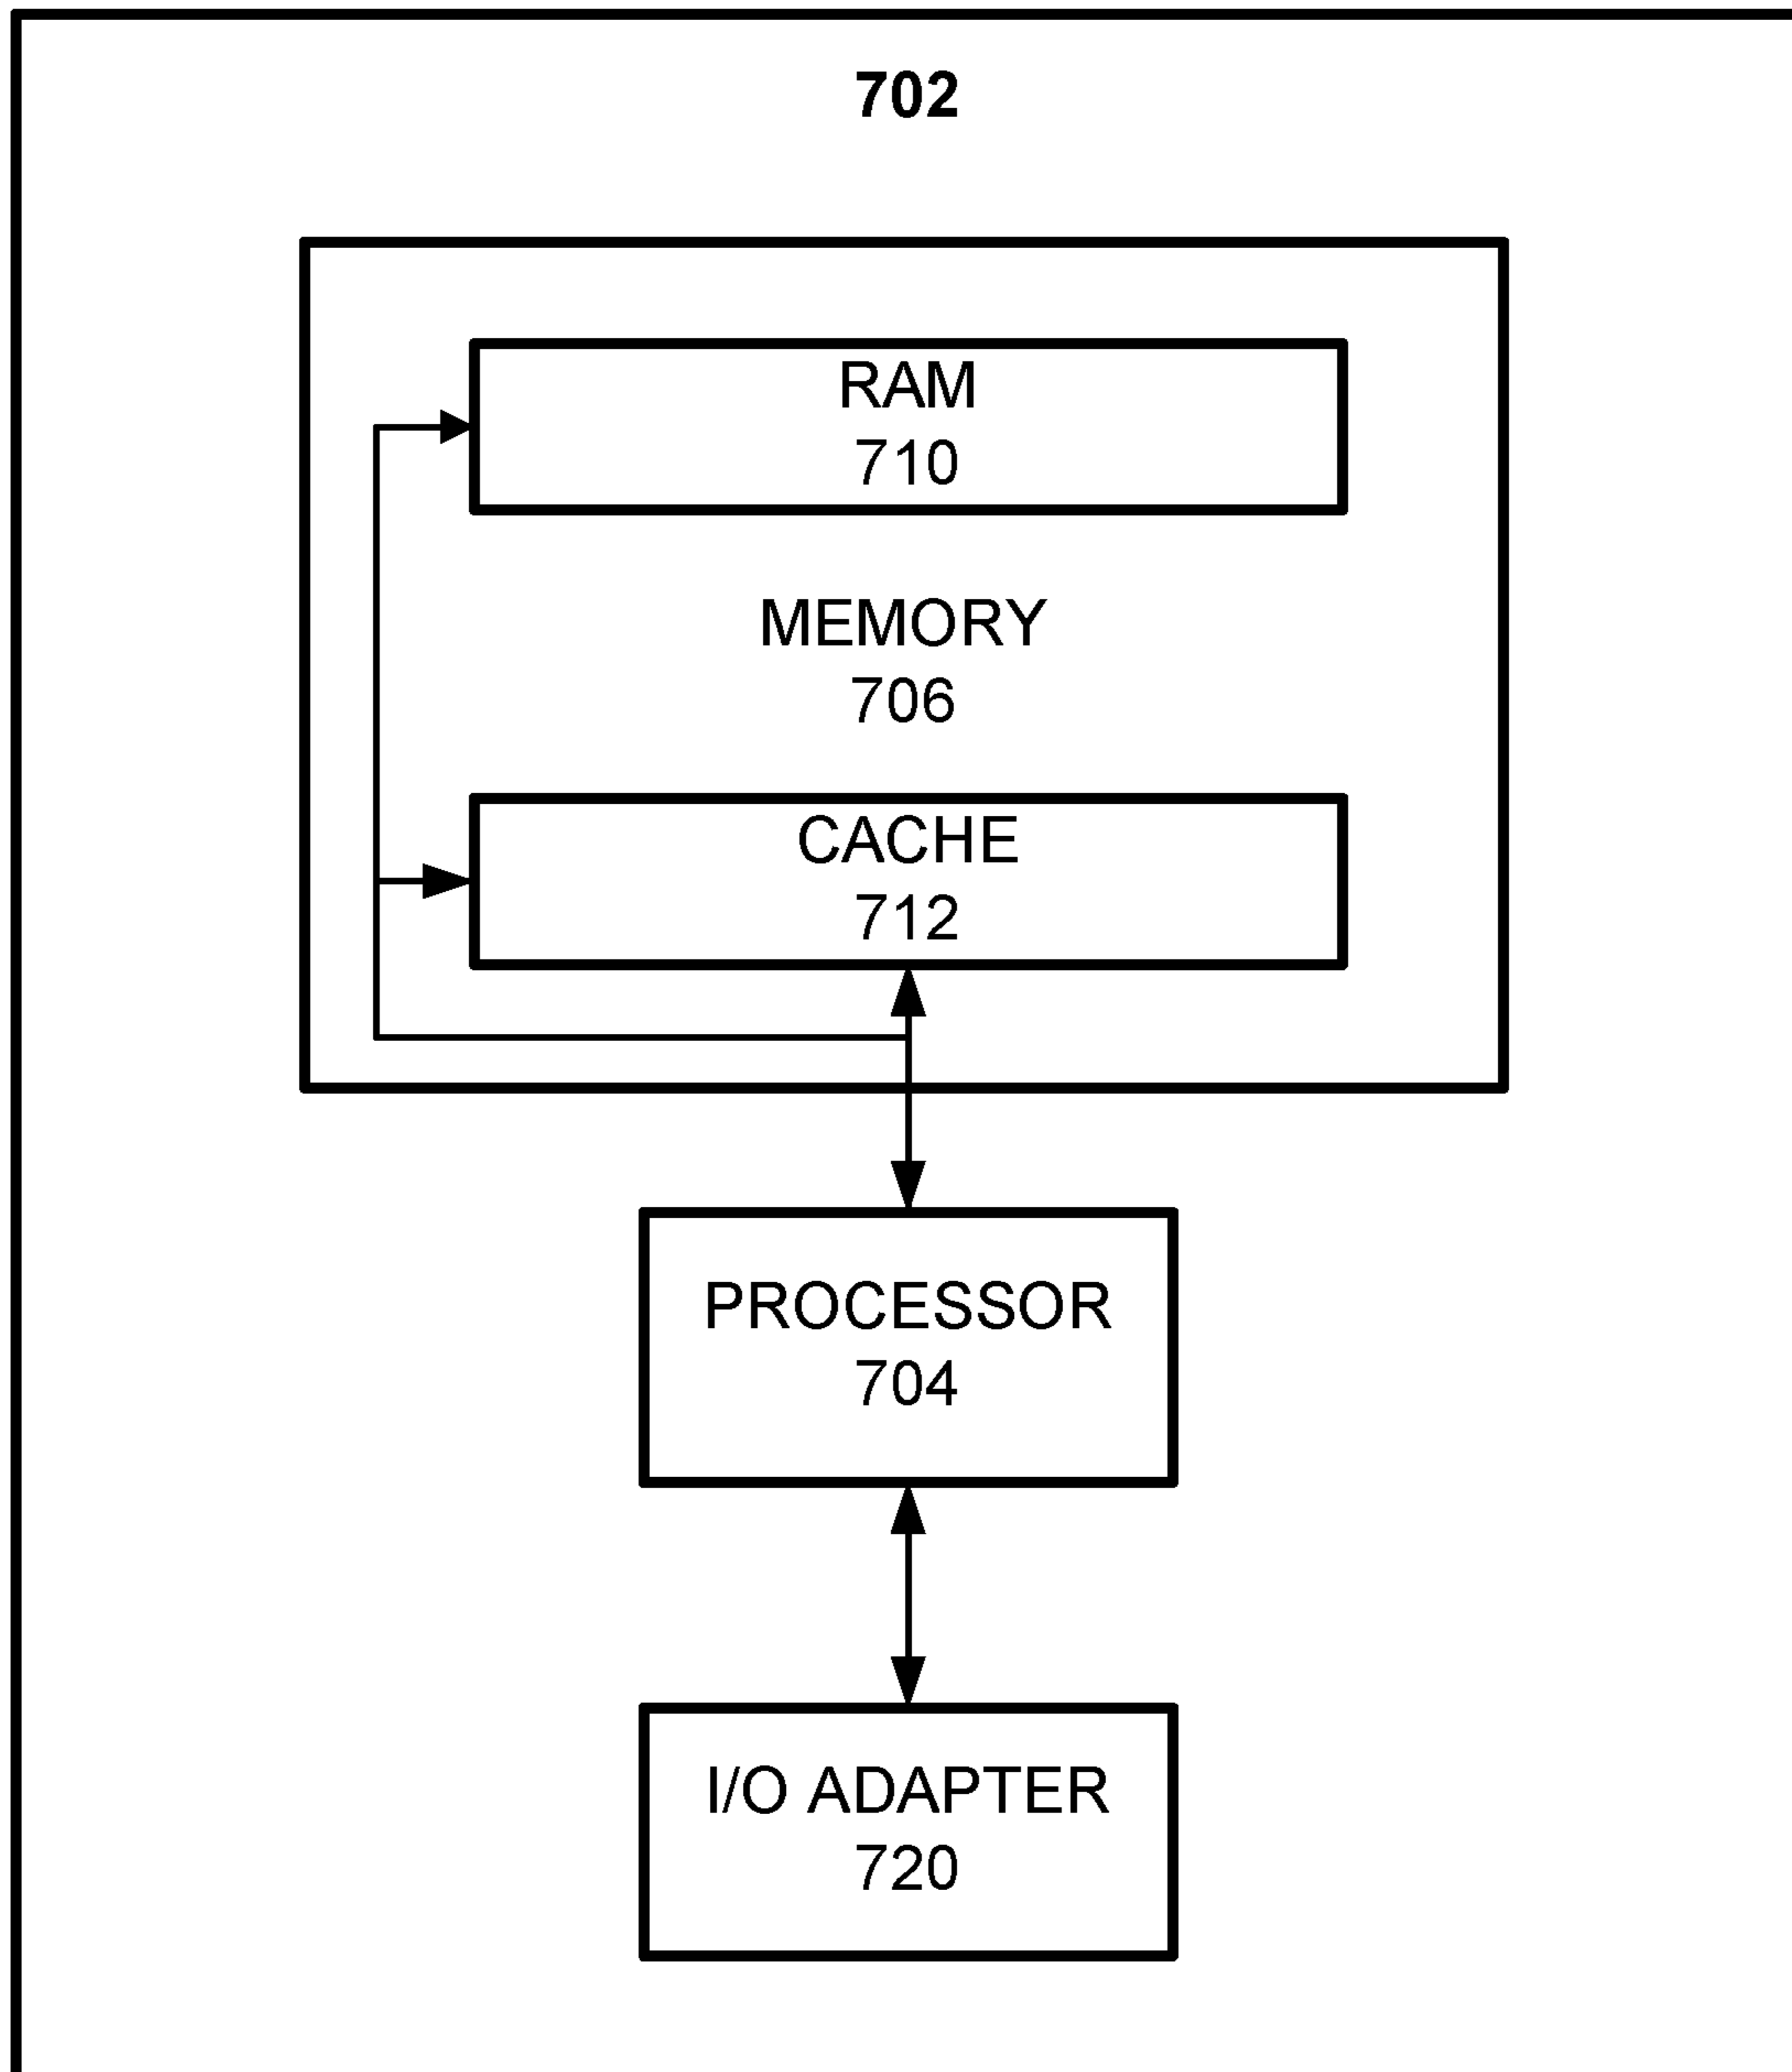 702
RAM
710
MEMORY
706
CACHE
712
PROCESSOR
704
I/O ADAPTER
720